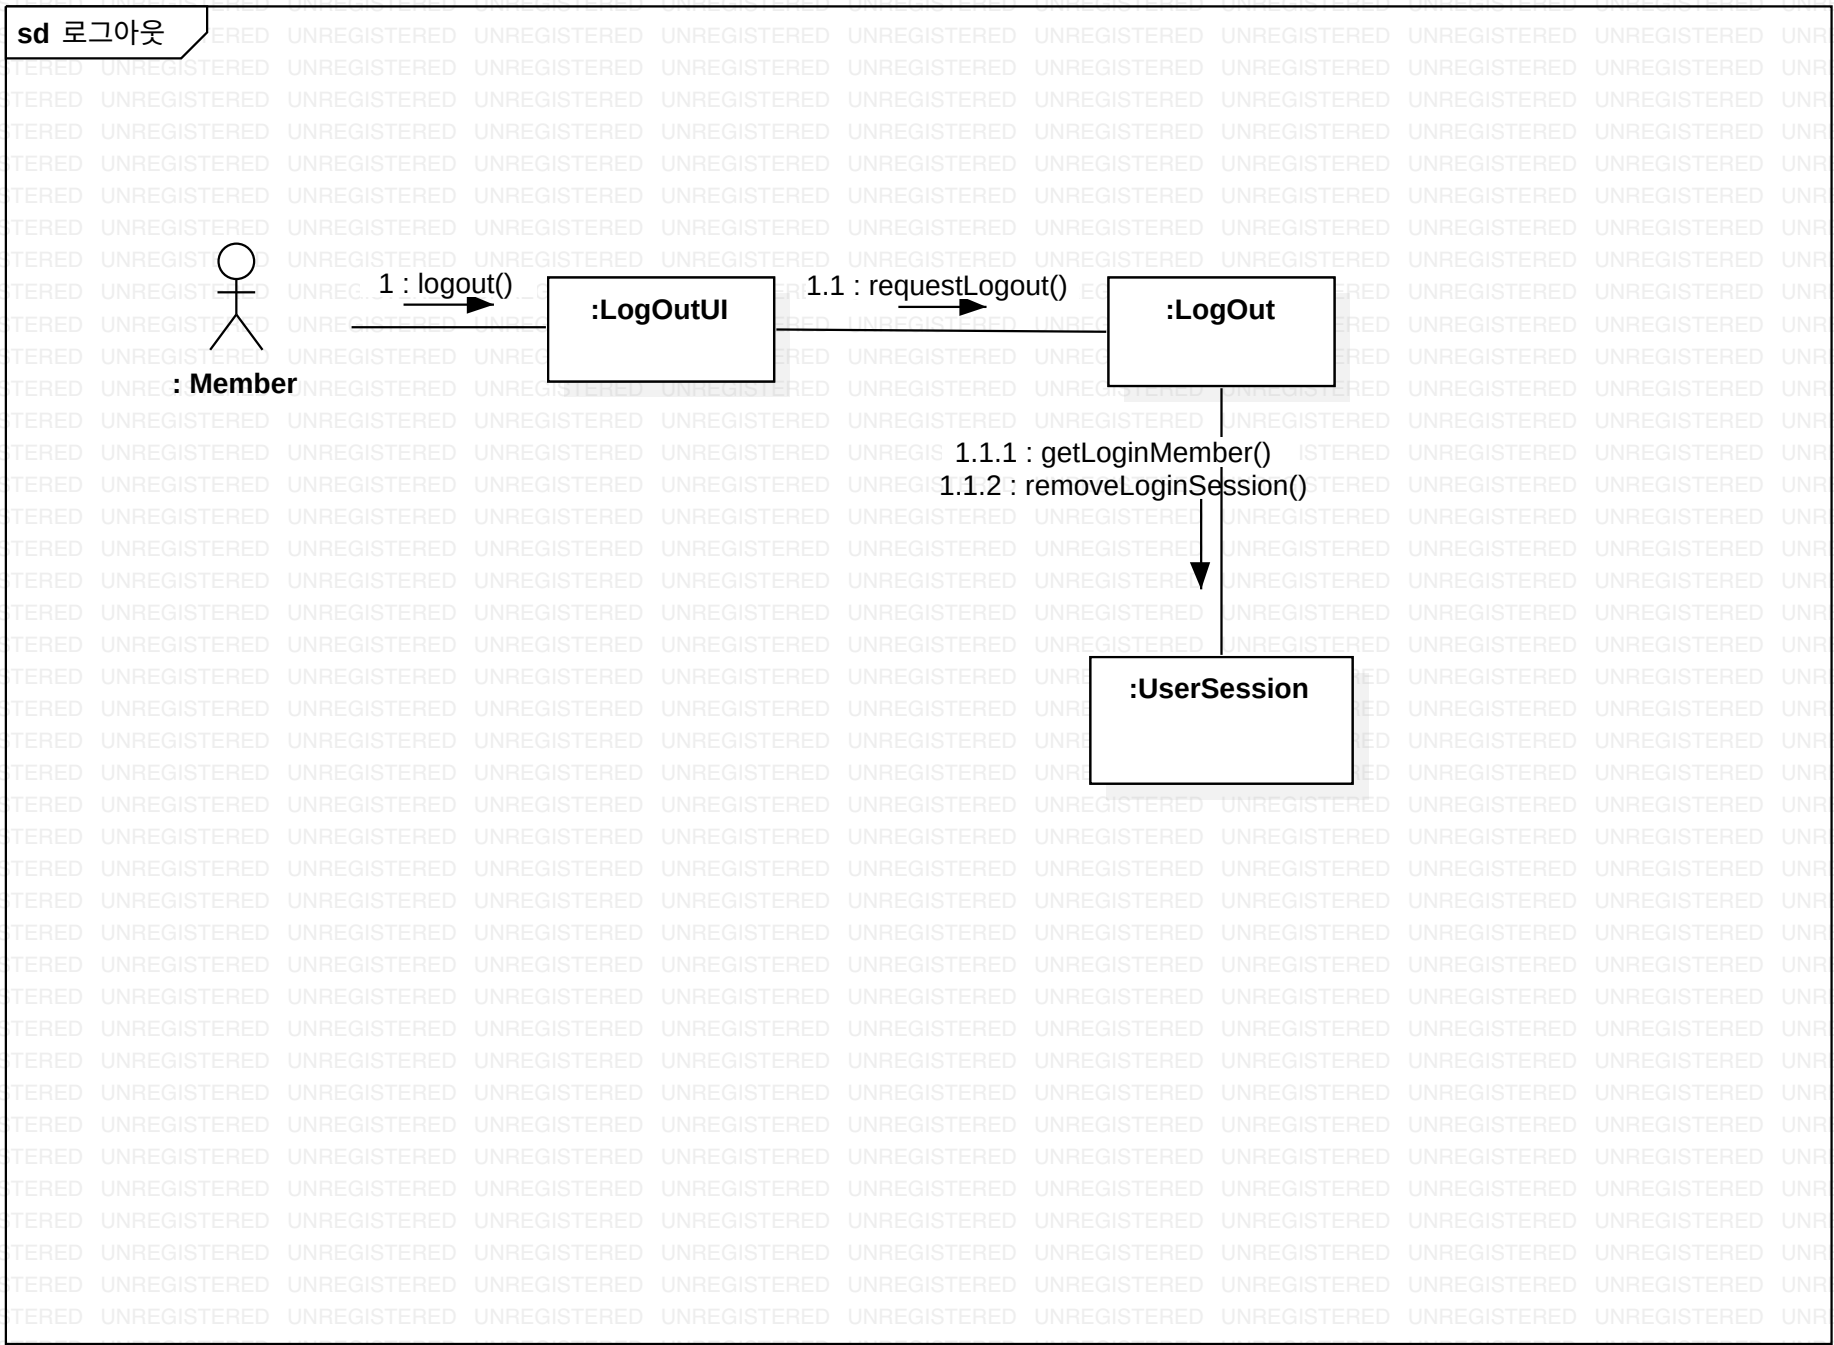 sd 로그아웃
1 : logout()
1.1 : requestLogout()
:LogOutUI
:LogOut
: Member
1.1.1 : getLoginMember()
1.1.2 : removeLoginSession()
:UserSession
UNREGISTERED